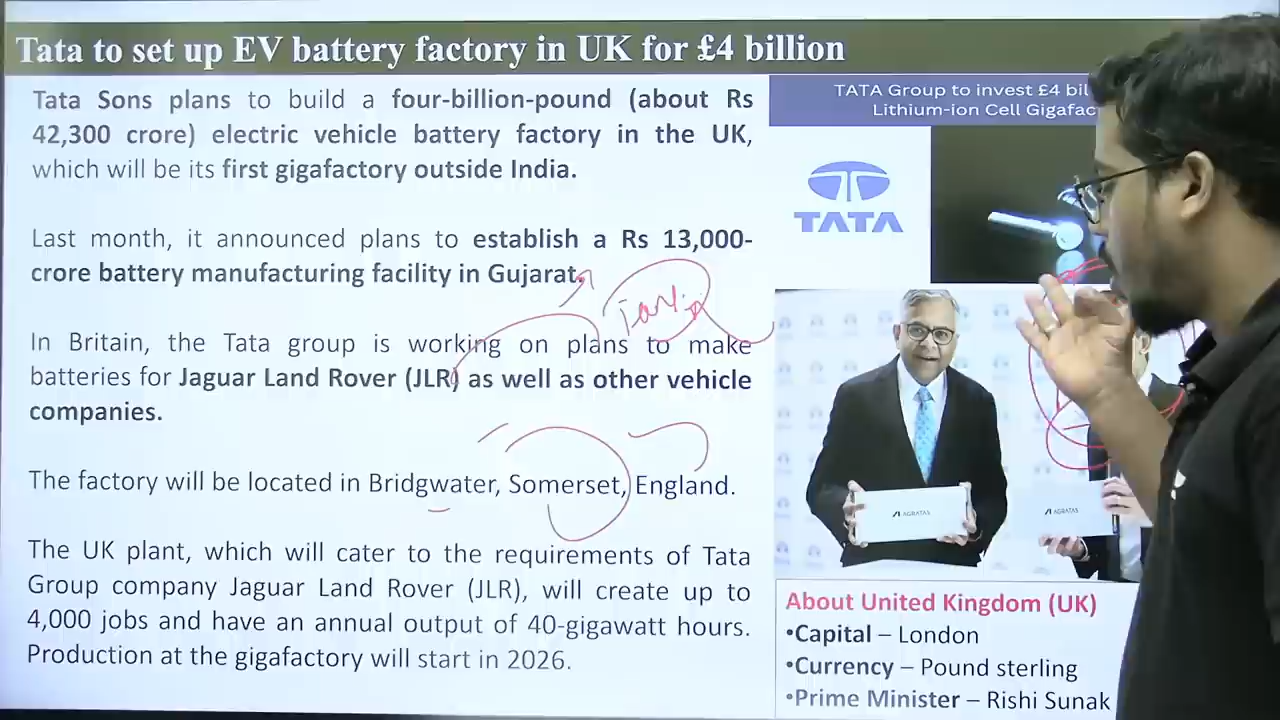 Tata to set up EV battery factory in UK for £4 billion
Tata Sons plans to build a four-billion-pound (about Rs
42,300 crore) electric vehicle battery factory in the UK,
which will be its first gigafactory outside India.
Last month, it announced plans to establish a Rs 13,000-
crore battery manufacturing facility in Gujarat.
In Britain, the Tata group is working on plans to make
batteries for Jaguar Land Rover (JLR) as well as other vehicle
companies.
The factory will be located in Bridgwater, Somerset, England.
The UK plant, which will cater to the requirements of Tata
Group company Jaguar Land Rover (JLR), will create up to
4,000 jobs and have an annual output of 40-gigawatt hours.
Production at the gigafactory will start in 2026.
TATA Group to invest £4
Lithium-ion Cell
TATA
AGRATAS
AGRATAS
About United Kingdom (UK)
•Capital – London
•Currency – Pound sterling
•Prime Minister – Rishi Sunak